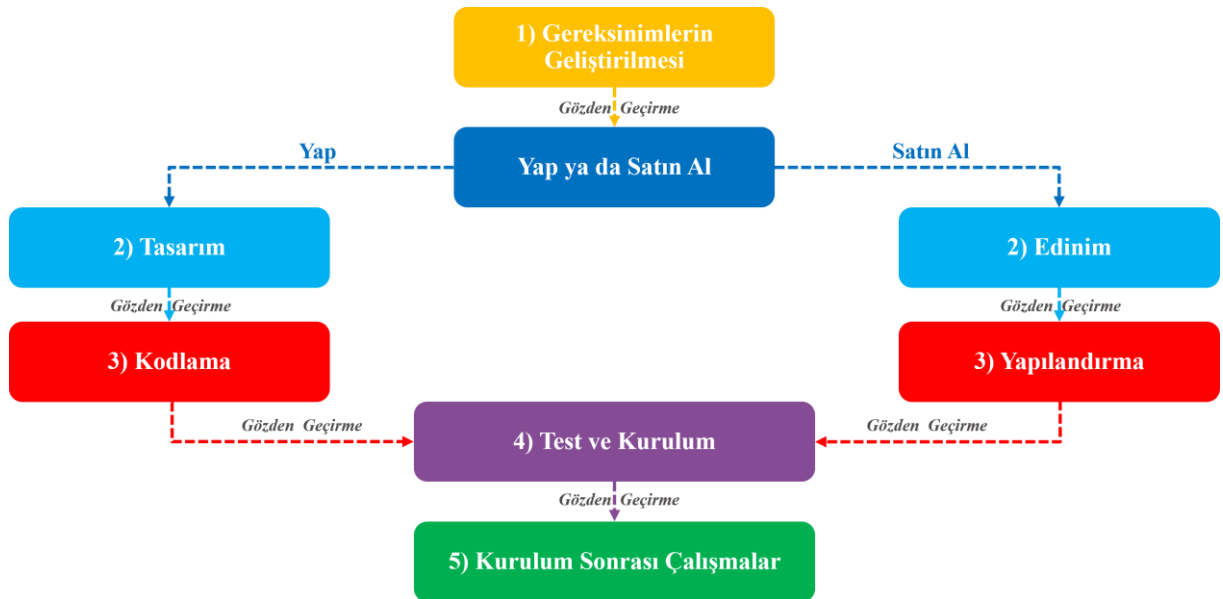 1) Gereksinimlerin
Geliştirilmesi
Gözden Geçirme
Yap
Yap ya da Satın Al
Satın Al
2) Tasarım
2) Edinim
Gözden Geçirme
Gözden Geçirme
3) Kodlama
3) Yapılandırma
Gözden Geçirme
4) Test ve Kurulum
Gözden Geçirme
Gözden Geçirme
5) Kurulum Sonrası Çalışmalar